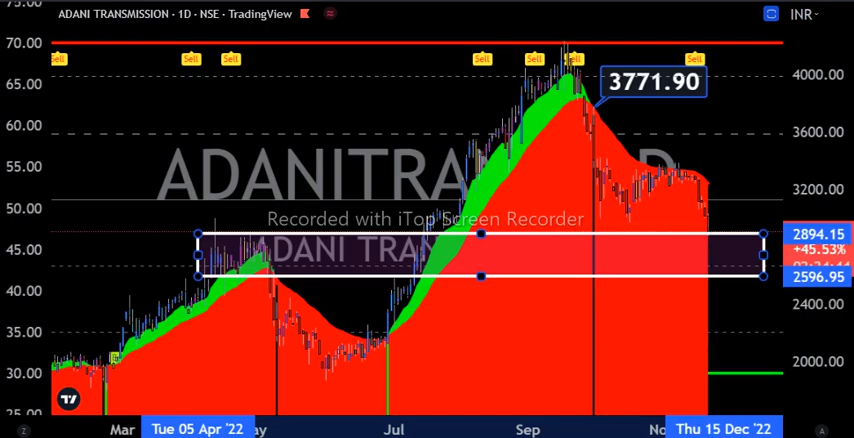 75.00
ADANI TRANSMISSION · 1D · NSE · TradingView
INR
70.00
Sell Sell Sell Sell Sell Sell Sell
65.00
4000.00
3771.90
60.00
3600.00
55.00
ADANITRA
3200.00
50.00
Recorded with iTop Screen Recorder
2894.15
45.00
ADANI TRAN
+45.53%
2596.95
40.00
2400.00
35.00
2000.00
30.00
25.00
Mar
Tue 05 Apr '22
Jul
Sep
Thu 15 Dec '22
Z
A